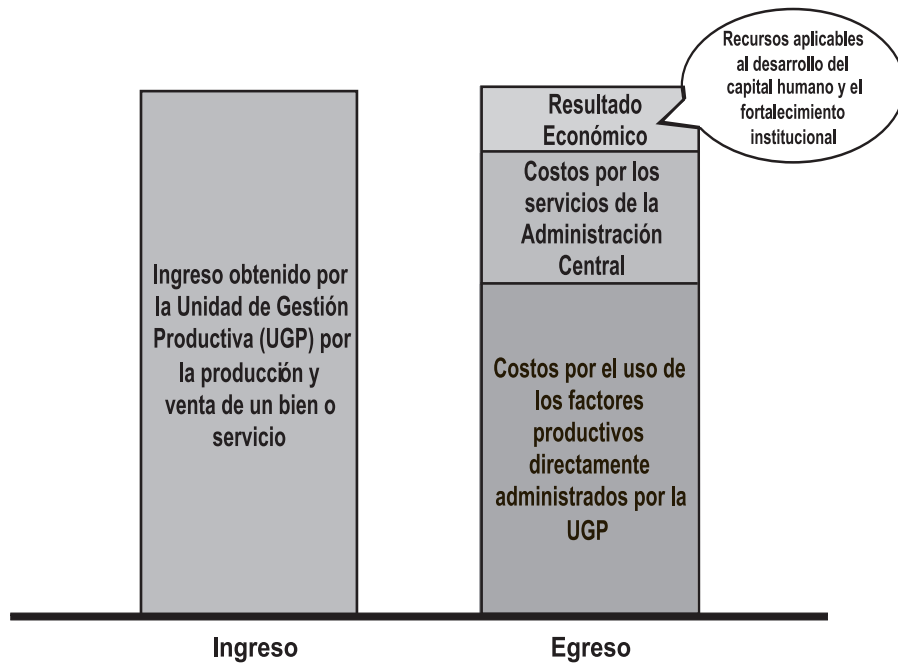 Recursos aplicables
al desarrollo del
capital humano y el
fortalecimiento
institucional
Resultado
Económico
Costos por los
servicios de la
Administración
Central
Ingreso obtenido por
la Unidad de Gestión
Productiva (UGP) por
la producción y
venta de un bien o
servicio
Costos por el uso de
los factores
productivos
directamente
administrados por la
UGP
Ingreso
Egreso